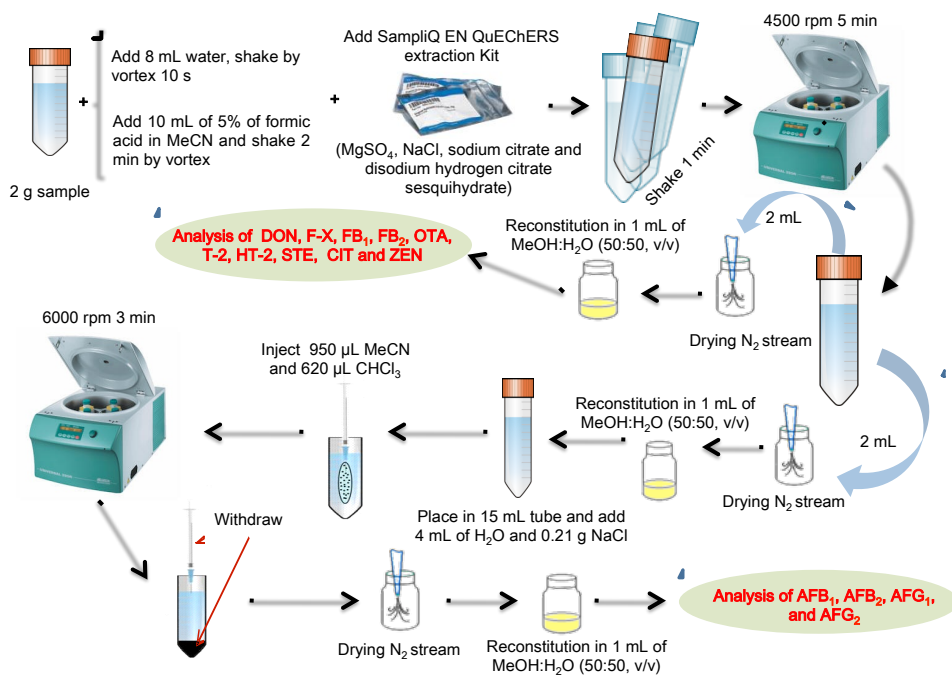 Add 8 mL water, shake by
vortex 10 s
+
Add 10 mL of 5% of formic
acid in MeCN and shake 2
min by vortex
2 g sample
+
Add SampliQ EN QuEChERS
extraction Kit
(MgSO₄, NaCl, sodium citrate and
disodium hydrogen citrate
sesquihydrate)
Shake 1 min
4500 rpm 5 min
2 mL
Drying N₂ stream
Reconstitution in 1 mL of
MeOH:H₂O (50:50, v/v)
Analysis of DON, F-X, FB₁, FB₂, OTA,
T-2, HT-2, STE, CIT and ZEN
2 mL
Drying N₂ stream
Reconstitution in 1 mL of
MeOH:H₂O (50:50, v/v)
Place in 15 mL tube and add
4 mL of H₂O and 0.21 g NaCl
Inject 950 µL MeCN
and 620 µL CHCl₃
6000 rpm 3 min
Withdraw
Drying N₂ stream
Reconstitution in 1 mL of
MeOH:H₂O (50:50, v/v)
Analysis of AFB₁, AFB₂, AFG₁,
and AFG₂